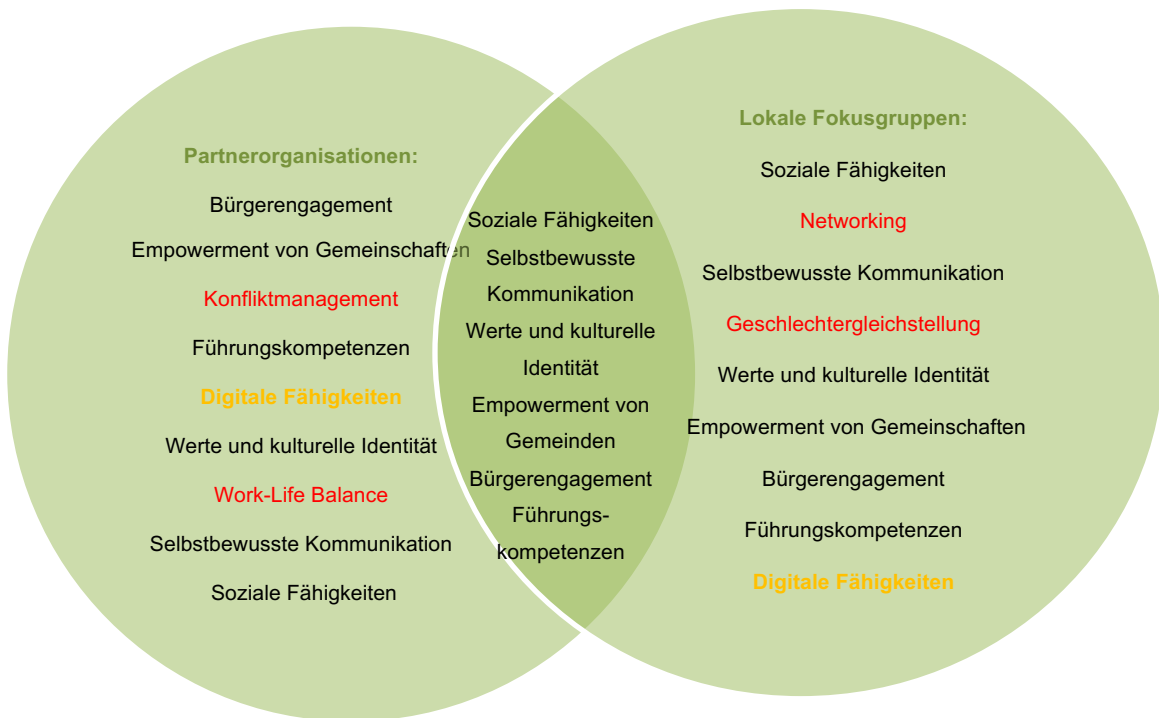 Partnerorganisationen:
Bürgerengagement
Empowerment von Gemeinschaften
Konfliktmanagement
Führungskompetenzen
Digitale Fähigkeiten
Werte und kulturelle Identität
Work-Life Balance
Selbstbewusste Kommunikation
Soziale Fähigkeiten
Soziale Fähigkeiten
Selbstbewusste
Kommunikation
Werte und kulturelle
Identität
Empowerment von
Gemeinden
Bürgerengagement
Führungs-
kompetenzen
Lokale Fokusgruppen:
Soziale Fähigkeiten
Networking
Selbstbewusste Kommunikation
Geschlechtergleichstellung
Werte und kulturelle Identität
Empowerment von Gemeinschaften
Bürgerengagement
Führungskompetenzen
Digitale Fähigkeiten